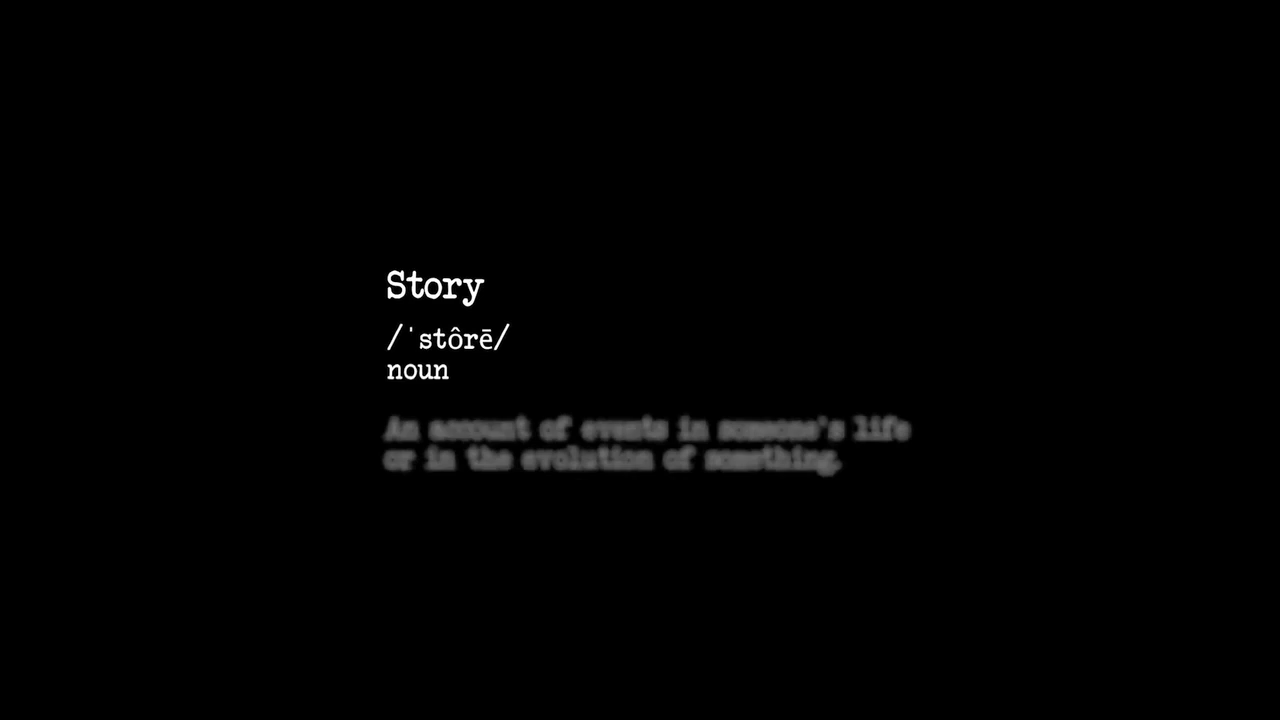 Story
/ˈstôrē/
noun
An account of events in someone's life
or in the evolution of something.